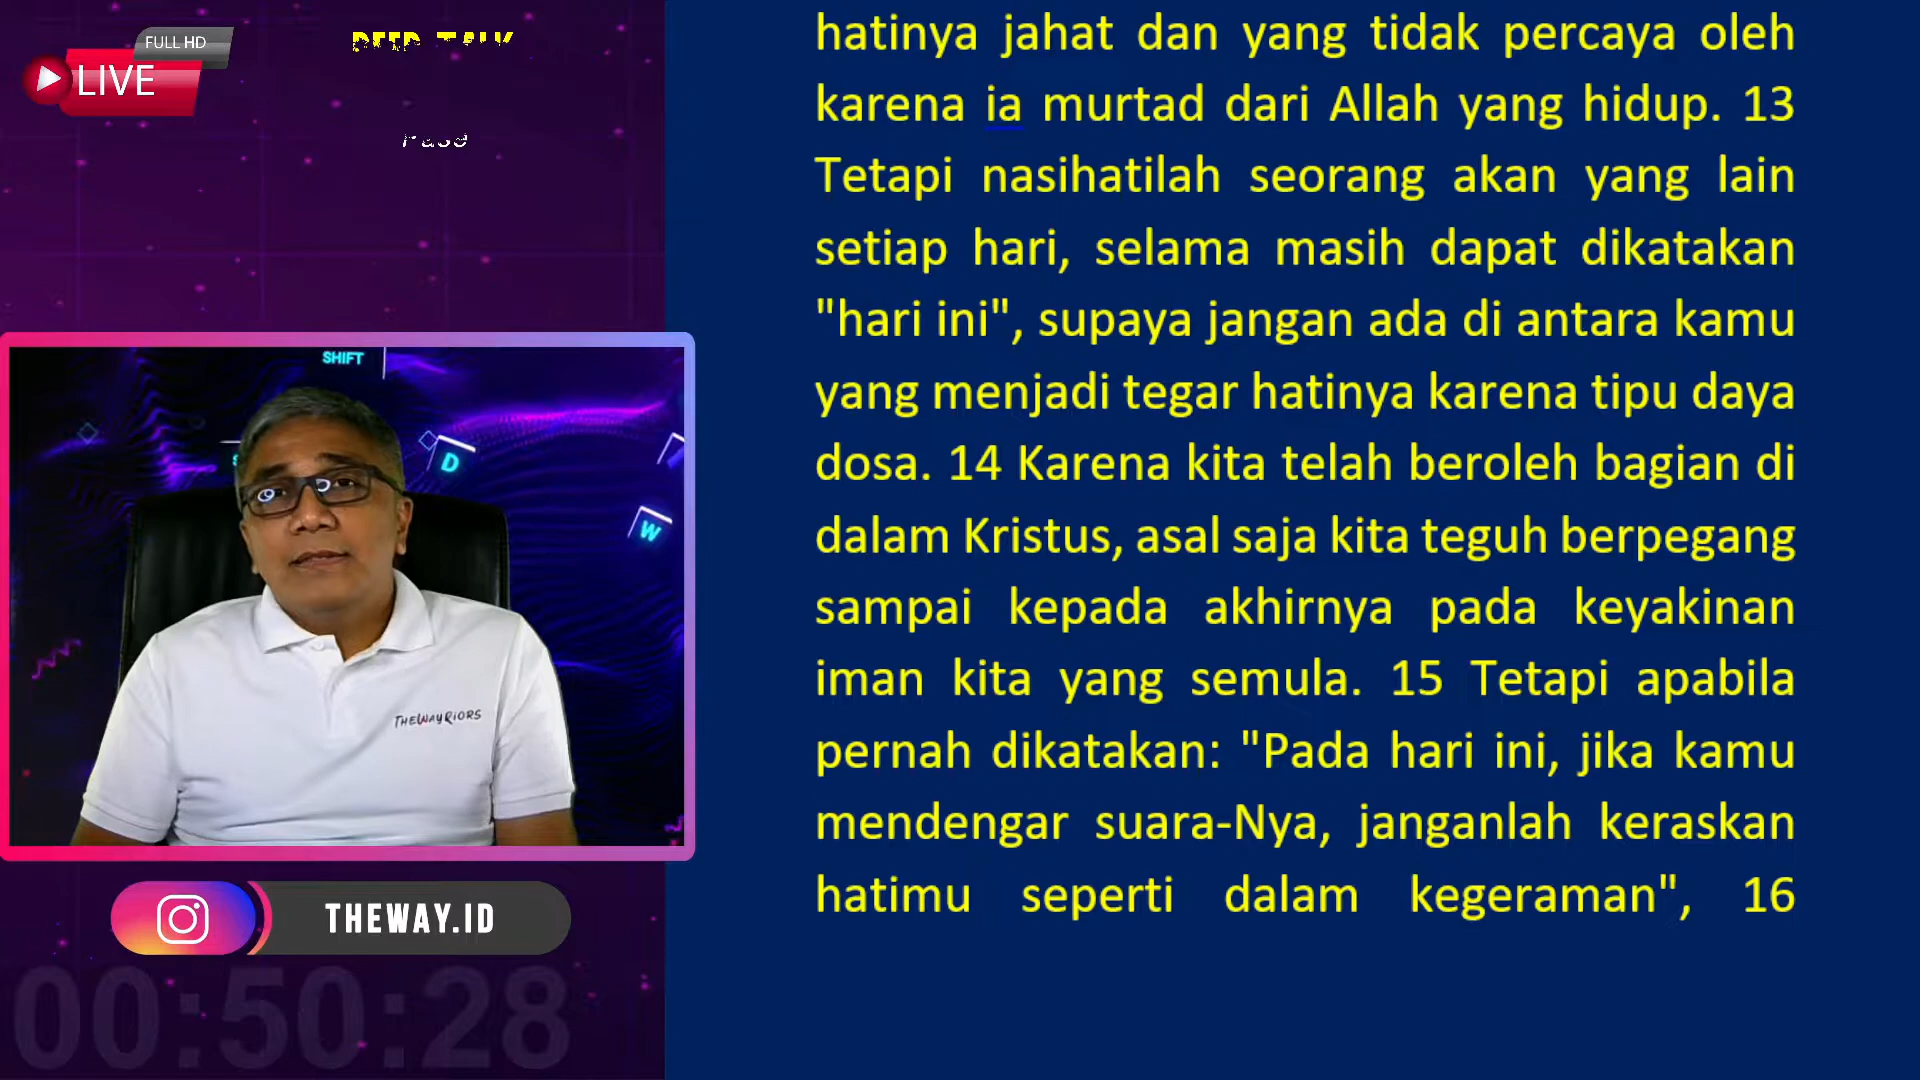 FULL HD
LIVE
DEEP TALK
SHIFT
D
W
THEWAYRIORS
THEWAY.ID
00:50:28
hatinya jahat dan yang tidak percaya oleh
karena ia murtad dari Allah yang hidup. 13
Tetapi nasihatilah seorang akan yang lain
setiap hari, selama masih dapat dikatakan
"hari ini", supaya jangan ada di antara kamu
yang menjadi tegar hatinya karena tipu daya
dosa. 14 Karena kita telah beroleh bagian di
dalam Kristus, asal saja kita teguh berpegang
sampai kepada akhirnya pada keyakinan
iman kita yang semula. 15 Tetapi apabila
pernah dikatakan: "Pada hari ini, jika kamu
mendengar suara-Nya, janganlah keraskan
hatimu seperti dalam kegeraman", 16